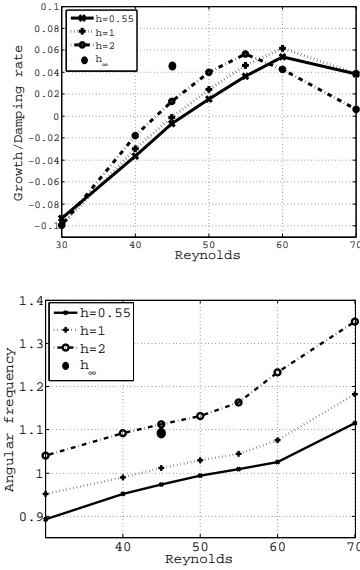 0.1
h=0.55
h=1
h=2
h∞
0.08
0.06
0.04
0.02
0
−0.02
−0.04
−0.06
−0.08
−0.1
Growth/Damping rate
30 40 50 60 70
Reynolds
1.4
h=0.55
h=1
h=2
h∞
1.3
1.2
1.1
1
0.9
Angular frequency
40 50 60 70
Reynolds